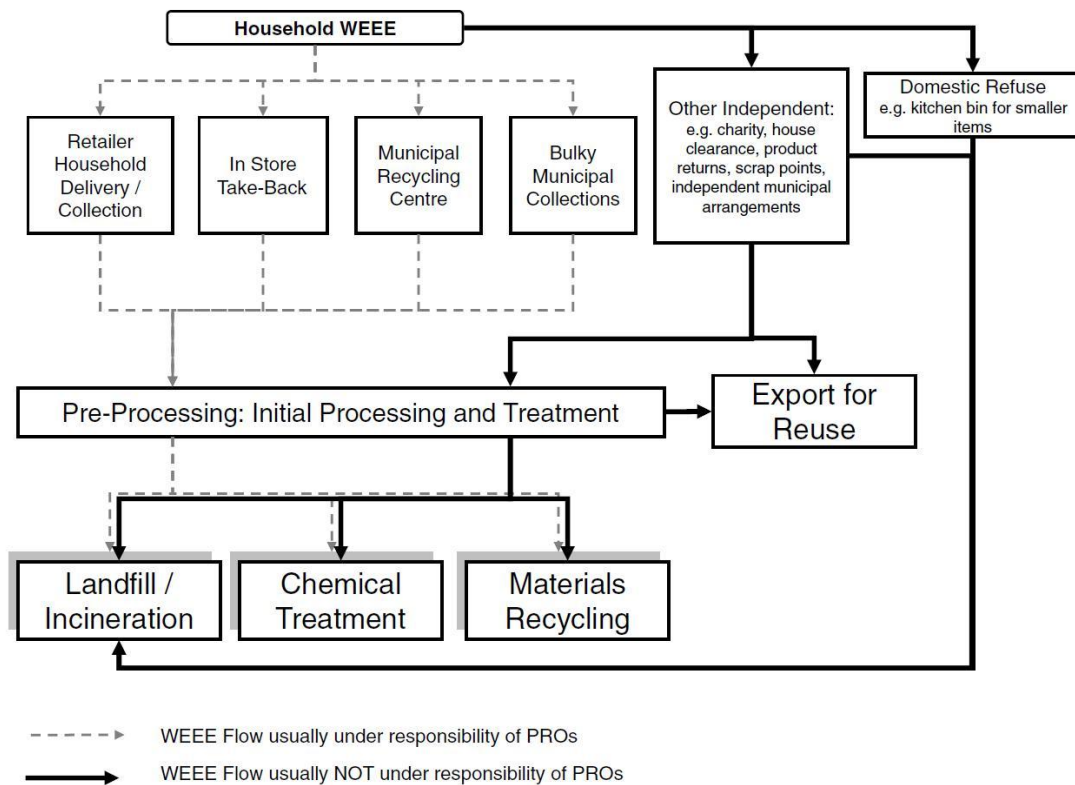 Household WEEE
Retailer
Household
Delivery /
Collection
In Store
Take-Back
Municipal
Recycling
Centre
Bulky
Municipal
Collections
Other Independent:
e.g. charity, house
clearance, product
returns, scrap points,
independent municipal
arrangements
Domestic Refuse
e.g. kitchen bin for smaller
items
Pre-Processing: Initial Processing and Treatment
Export for
Reuse
Landfill /
Incineration
Chemical
Treatment
Materials
Recycling
WEEE Flow usually under responsibility of PROs
WEEE Flow usually NOT under responsibility of PROs